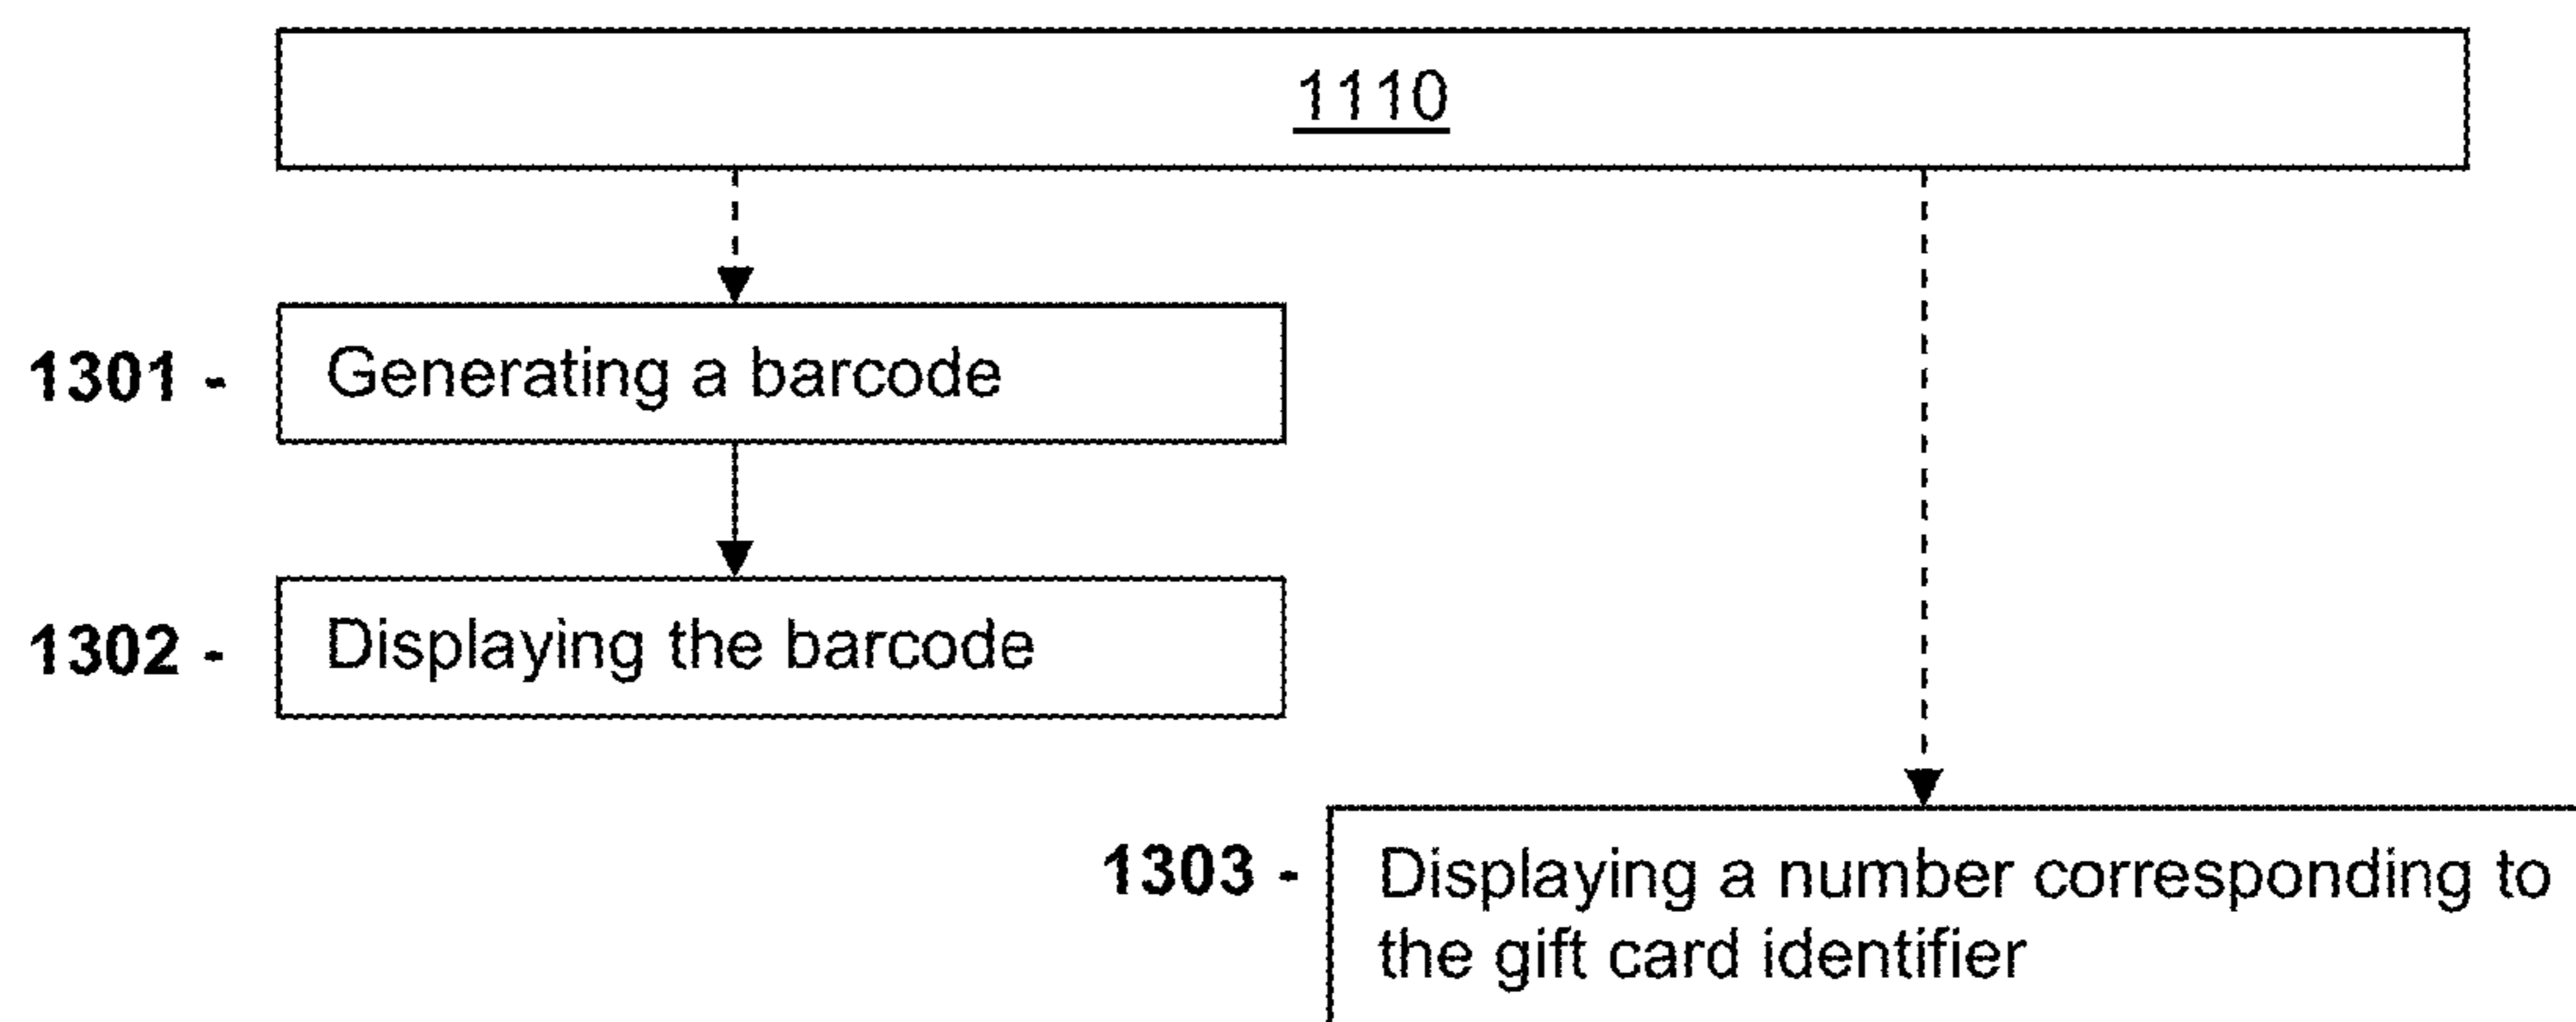 1110
1301 - Generating a barcode
1302 - Displaying the barcode
1303 - Displaying a number corresponding to
the gift card identifier